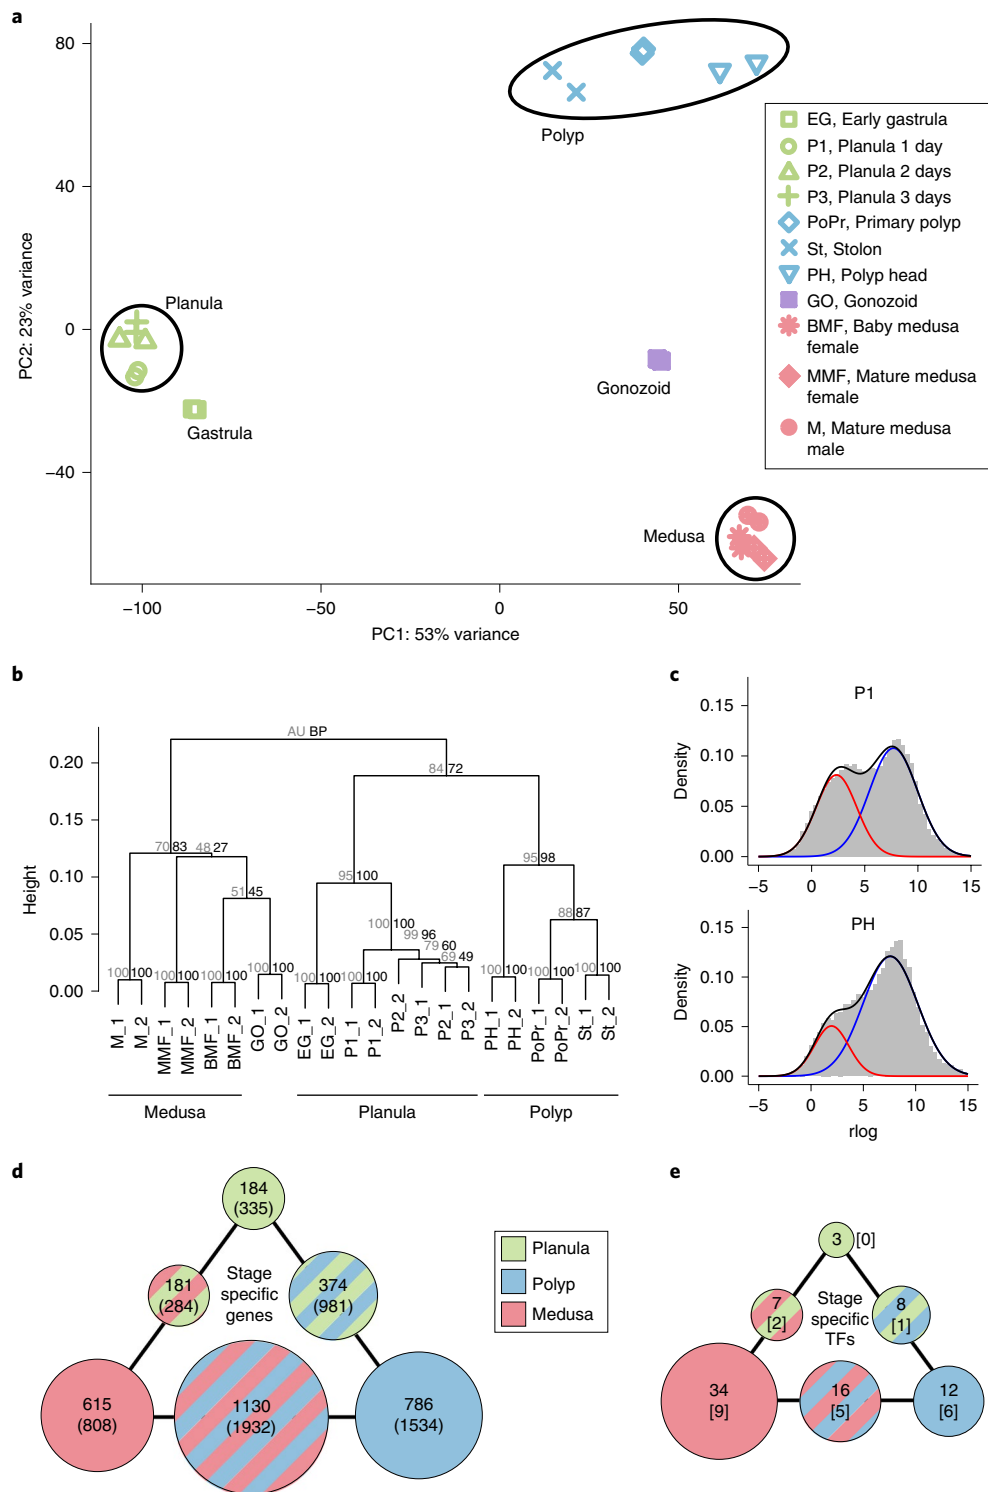 a
80
40
0
−40
PC2: 23% variance
−100
−50
0
50
PC1: 53% variance
Polyp
Planula
Gastrula
Gonozoid
Medusa
EG, Early gastrula
P1, Planula 1 day
P2, Planula 2 days
P3, Planula 3 days
PoPr, Primary polyp
St, Stolon
PH, Polyp head
GO, Gonozoid
BMF, Baby medusa
female
MMF, Mature medusa
female
M, Mature medusa
male
b
Height
0.20
0.15
0.10
0.05
0.00
AU BP
84 72
70 83 48 27
95 98
95 100
51 45
88 87
100 100
99 96
79 60
69 49
100 100 100 100 100 100 100 100 100 100 100 100 100 100 100 100 100 100
M_1
M_2
MMF_1
MMF_2
BMF_1
BMF_2
GO_1
GO_2
EG_1
EG_2
P1_1
P1_2
P2_2
P3_1
P2_1
P3_2
PH_1
PH_2
PoPr_1
PoPr_2
St_1
St_2
Medusa
Planula
Polyp
c
P1
Density
0.15
0.10
0.05
0.00
−5 0 5 10 15
PH
Density
0.15
0.10
0.05
0.00
−5 0 5 10 15
rlog
d
184
(335)
181
(284)
Stage
specific
genes
374
(981)
615
(808)
1130
(1932)
786
(1534)
Planula
Polyp
Medusa
e
3 [0]
7
[2]
Stage
specific
TFs
8
[1]
34
[9]
16
[5]
12
[6]